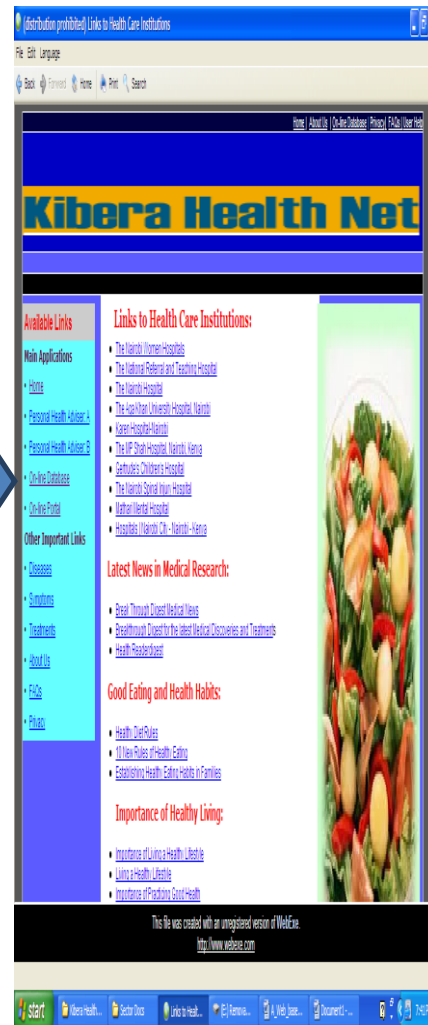 (distribution prohibited) Links to Health Care Institutions
File Edit Language
Back Forward Home Print Search
Home | About Us | On-line Database | Privacy | FAQs | User Help
Kibera Health Net
Available Links
Main Applications
Home
Personal Health Adviser A
Personal Health Adviser B
On-line Database
On-line Portal
Other Important Links
Diseases
Symptoms
Treatments
About Us
FAQs
Privacy
Links to Health Care Institutions:
The Nairobi Women Hospitals
The National Referral and Teaching Hospital
The Nairobi Hospital
The Aga Khan University Hospital, Nairobi
Karen Hospital-Nairobi
The MP Shah Hospital, Nairobi, Kenya
Gertrude's Children's Hospital
The Nairobi Spinal Injury Hospital
Mathari Mental Hospital
Hospitals | Nairobi City - Nairobi - Kenya
Latest News in Medical Research:
Break Through Digest Medical News
Breakthrough Digest for the latest Medical Discoveries and Treatments
Health Readerdigest
Good Eating and Health Habits:
Healthy Diet Rules
10 New Rules of Healthy Eating
Establishing Healthy Eating Habits in Families
Importance of Healthy Living:
Importance of Living a Healthy Lifestyle
Living a Healthy Lifestyle
Importance of Practicing Good Health
This file was created with an unregistered version of WebExe.
http://www.webexe.com
start Kibera Health... Sector Docs Links to Healt... (E:) Remova... A_Web_base... Document1 - ...